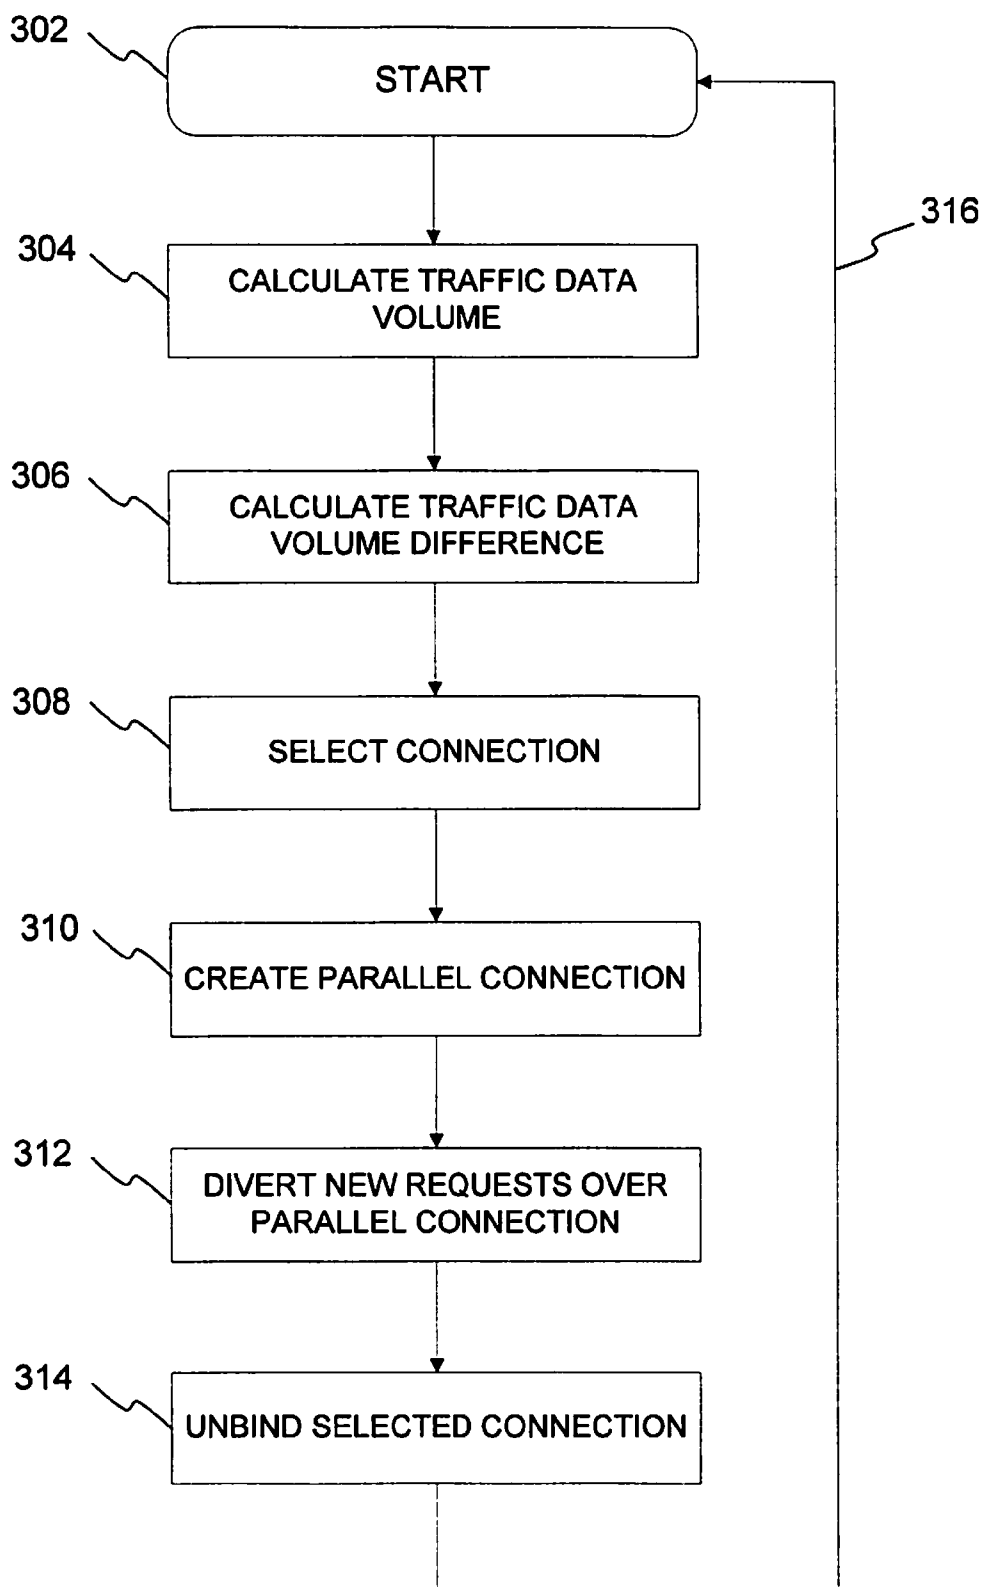 302
START
316
304
CALCULATE TRAFFIC DATA
VOLUME
306
CALCULATE TRAFFIC DATA
VOLUME DIFFERENCE
308
SELECT CONNECTION
310
CREATE PARALLEL CONNECTION
312
DIVERT NEW REQUESTS OVER
PARALLEL CONNECTION
314
UNBIND SELECTED CONNECTION